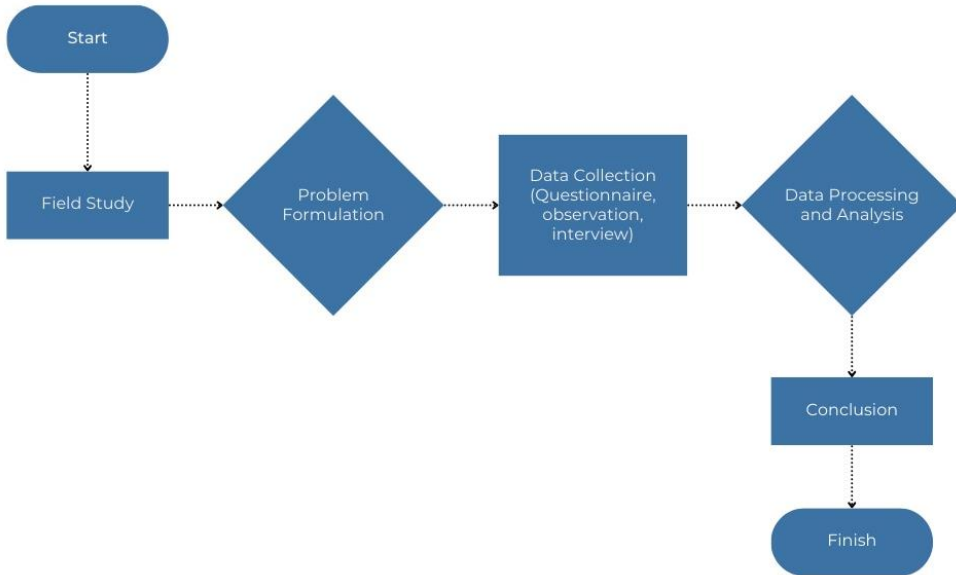 Start
Field Study
Problem
Formulation
Data Collection
(Questionnaire,
observation,
interview)
Data Processing
and Analysis
Conclusion
Finish